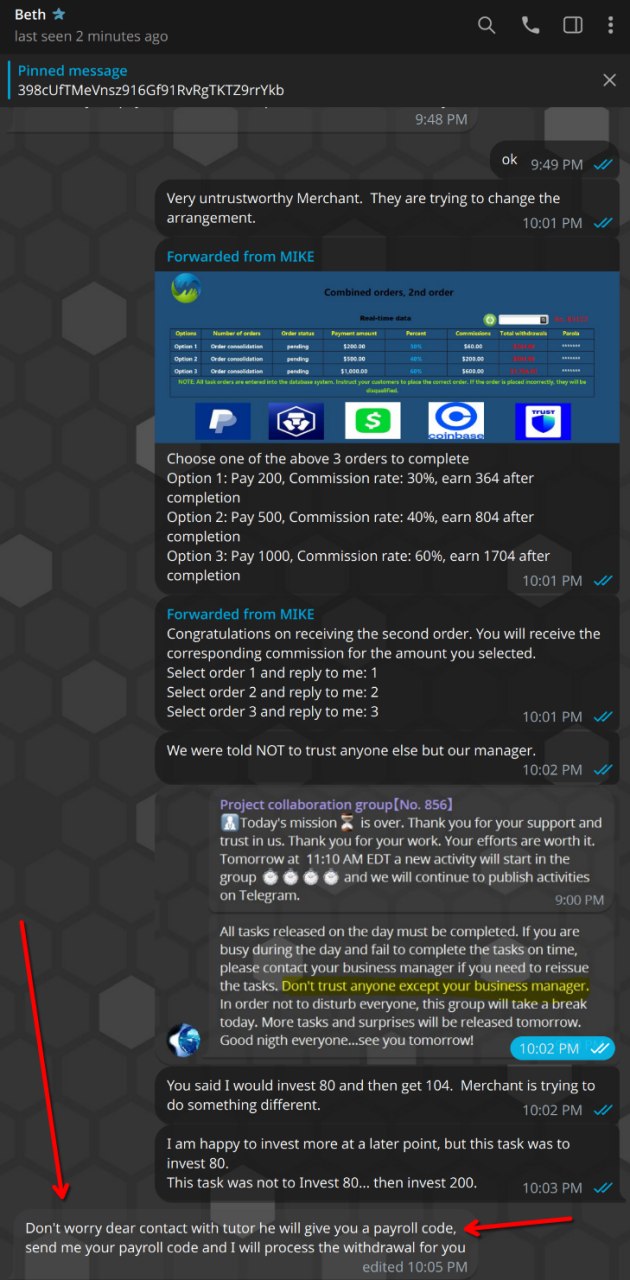 Beth
last seen 2 minutes ago
Pinned message
398cUfTMeVnsz916Gf91RvRgTKTZ9rrYkb
9:48 PM
ok 9:49 PM
Very untrustworthy Merchant. They are trying to change the
arrangement.
10:01 PM
Forwarded from MIKE
Combined orders, 2nd order
Real-time data
Options Number of orders Order status Payment amount Percent Commissions Total withdrawals Parola
Option 1 Order consolidation pending $200.00 30% $60.00 *******
Option 2 Order consolidation pending $500.00 40% $200.00 *******
Option 3 Order consolidation pending $1,000.00 60% $600.00 *******
NOTE: All task orders are entered into the database system. Instruct your customers to place the correct order. If the order is placed incorrectly, they will be
disqualified.
coinbase
TRUST
Choose one of the above 3 orders to complete
Option 1: Pay 200, Commission rate: 30%, earn 364 after
completion
Option 2: Pay 500, Commission rate: 40%, earn 804 after
completion
Option 3: Pay 1000, Commission rate: 60%, earn 1704 after
completion
10:01 PM
Forwarded from MIKE
Congratulations on receiving the second order. You will receive the
corresponding commission for the amount you selected.
Select order 1 and reply to me: 1
Select order 2 and reply to me: 2
Select order 3 and reply to me: 3
10:01 PM
We were told NOT to trust anyone else but our manager.
10:02 PM
Project collaboration group【No. 856】
Today's mission ⌛ is over. Thank you for your support and
trust in us. Thank you for your work. Your efforts are worth it.
Tomorrow at 11:10 AM EDT a new activity will start in the
group ⏱⏱⏱⏱ and we will continue to publish activities
on Telegram.
9:00 PM
All tasks released on the day must be completed. If you are
busy during the day and fail to complete the tasks on time,
please contact your business manager if you need to reissue
the tasks. Don't trust anyone except your business manager.
In order not to disturb everyone, this group will take a break
today. More tasks and surprises will be released tomorrow.
Good nigth everyone...see you tomorrow!
10:02 PM
You said I would invest 80 and then get 104. Merchant is trying to
do something different.
10:02 PM
I am happy to invest more at a later point, but this task was to
invest 80.
This task was not to Invest 80... then invest 200.
10:03 PM
Don't worry dear contact with tutor he will give you a payroll code,
send me your payroll code and I will process the withdrawal for you
edited 10:05 PM